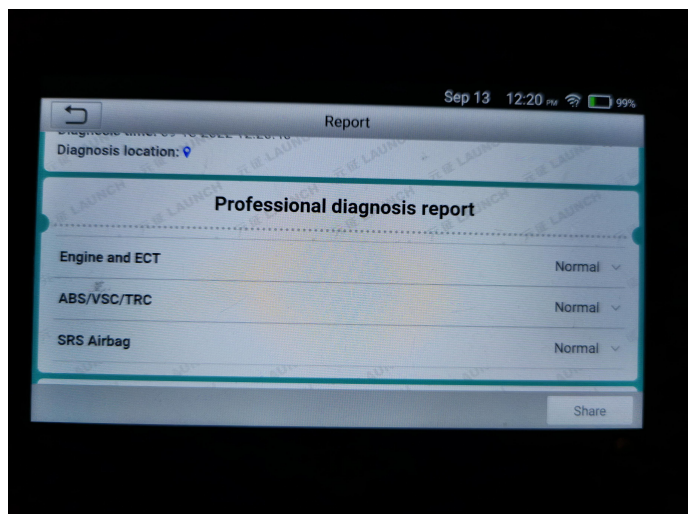 Sep 13 12:20 PM 99%
Report
Diagnosis location:
Professional diagnosis report
Engine and ECT Normal
ABS/VSC/TRC Normal
SRS Airbag Normal
Share
LAUNCH